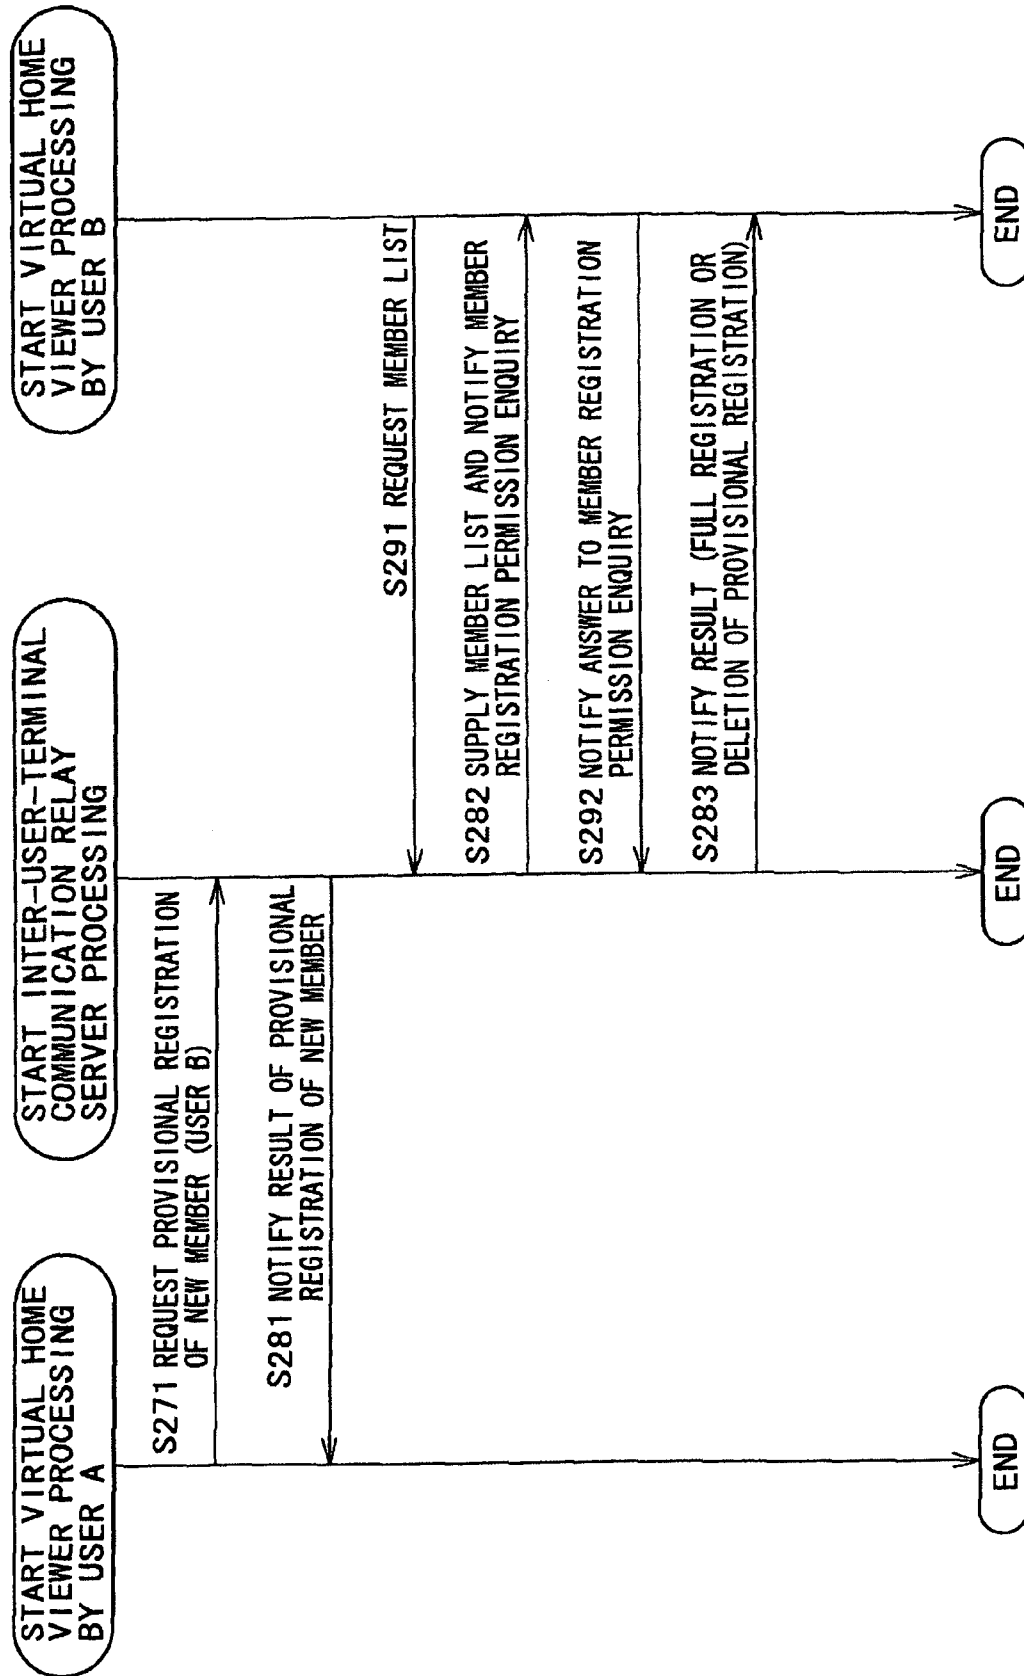 START VIRTUAL HOME
VIEWER PROCESSING
BY USER A
START INTER-USER-TERMINAL
COMMUNICATION RELAY
SERVER PROCESSING
START VIRTUAL HOME
VIEWER PROCESSING
BY USER B
S271 REQUEST PROVISIONAL REGISTRATION
OF NEW MEMBER (USER B)
S281 NOTIFY RESULT OF PROVISIONAL
REGISTRATION OF NEW MEMBER
S291 REQUEST MEMBER LIST
S282 SUPPLY MEMBER LIST AND NOTIFY MEMBER
REGISTRATION PERMISSION ENQUIRY
S292 NOTIFY ANSWER TO MEMBER REGISTRATION
PERMISSION ENQUIRY
S283 NOTIFY RESULT (FULL REGISTRATION OR
DELETION OF PROVISIONAL REGISTRATION)
END
END
END